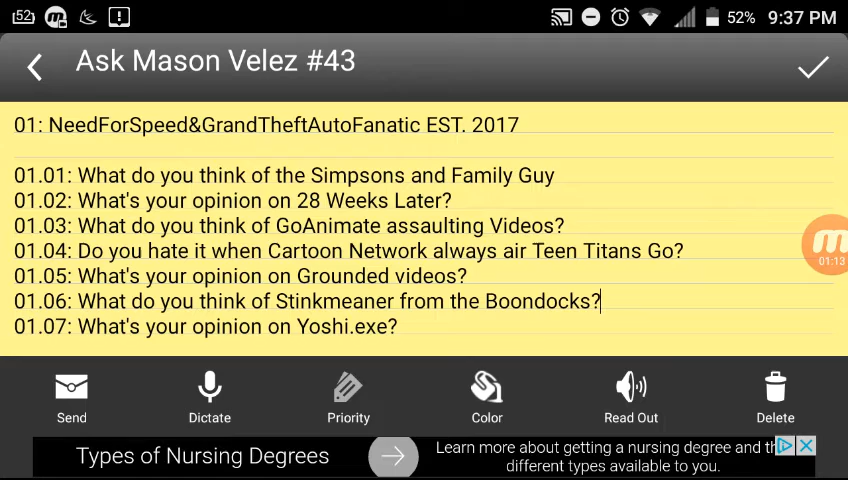 52 52% 9:37 PM
Ask Mason Velez #43
01: NeedForSpeed&GrandTheftAutoFanatic EST. 2017
01.01: What do you think of the Simpsons and Family Guy
01.02: What's your opinion on 28 Weeks Later?
01.03: What do you think of GoAnimate assaulting Videos?
01.04: Do you hate it when Cartoon Network always air Teen Titans Go?
01.05: What's your opinion on Grounded videos?
01.06: What do you think of Stinkmeaner from the Boondocks?
01.07: What's your opinion on Yoshi.exe?
01:13
Send Dictate Priority Color Read Out Delete
Types of Nursing Degrees
Learn more about getting a nursing degree and th
different types available to you.